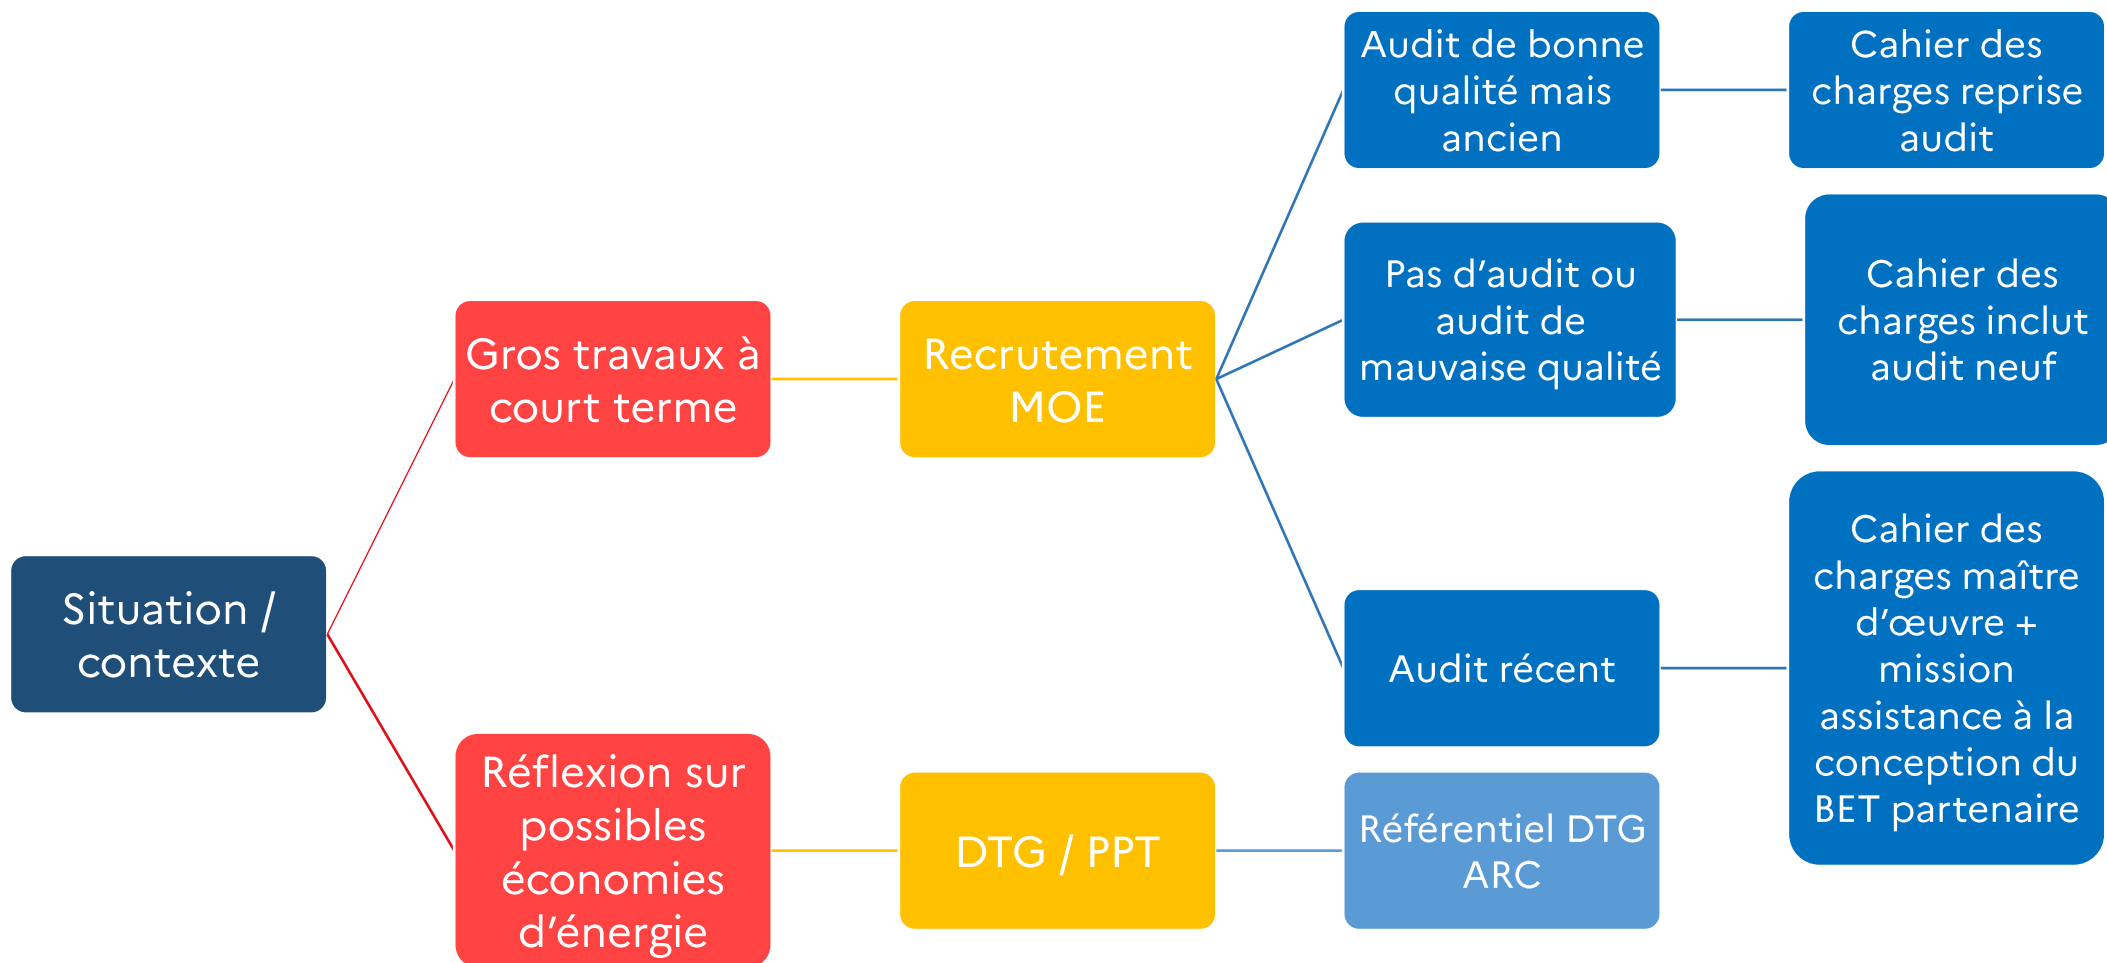 Situation /
contexte
Gros travaux à
court terme
Recrutement
MOE
Audit de bonne
qualité mais
ancien
Cahier des
charges reprise
audit
Pas d’audit ou
audit de
mauvaise qualité
Cahier des
charges inclut
audit neuf
Audit récent
Cahier des
charges maître
d’œuvre +
mission
assistance à la
conception du
BET partenaire
Réflexion sur
possibles
économies
d’énergie
DTG / PPT
Référentiel DTG
ARC